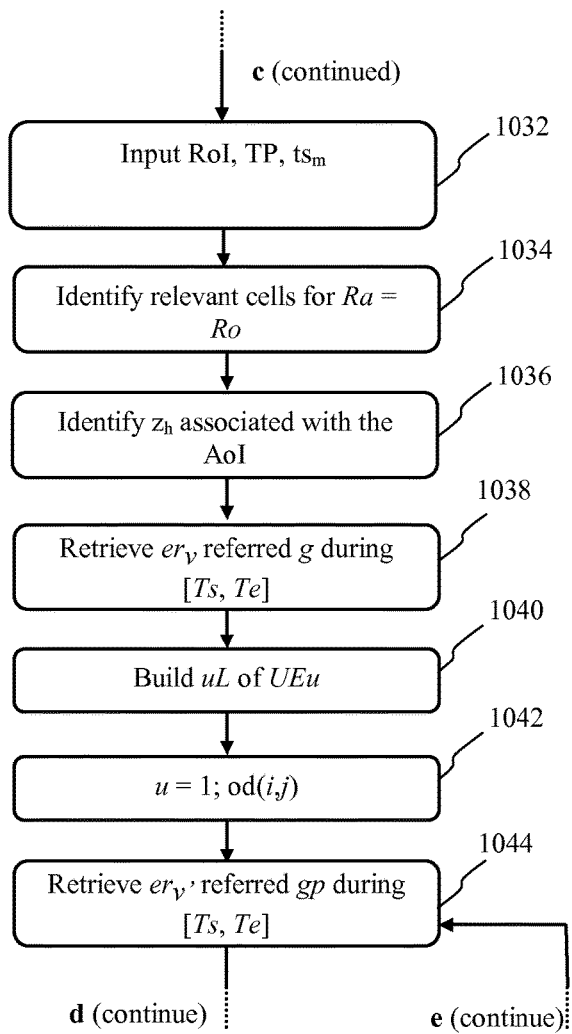 c (continued)
1032
Input RoI, TP, tsₘ
1034
Identify relevant cells for Ra =
Ro
1036
Identify zₕ associated with the
AoI
1038
Retrieve erᵥ referred g during
[Ts, Te]
1040
Build uL of UEu
1042
u = 1; od(i,j)
1044
Retrieve erᵥ' referred gp during
[Ts, Te]
d (continue)
e (continue)